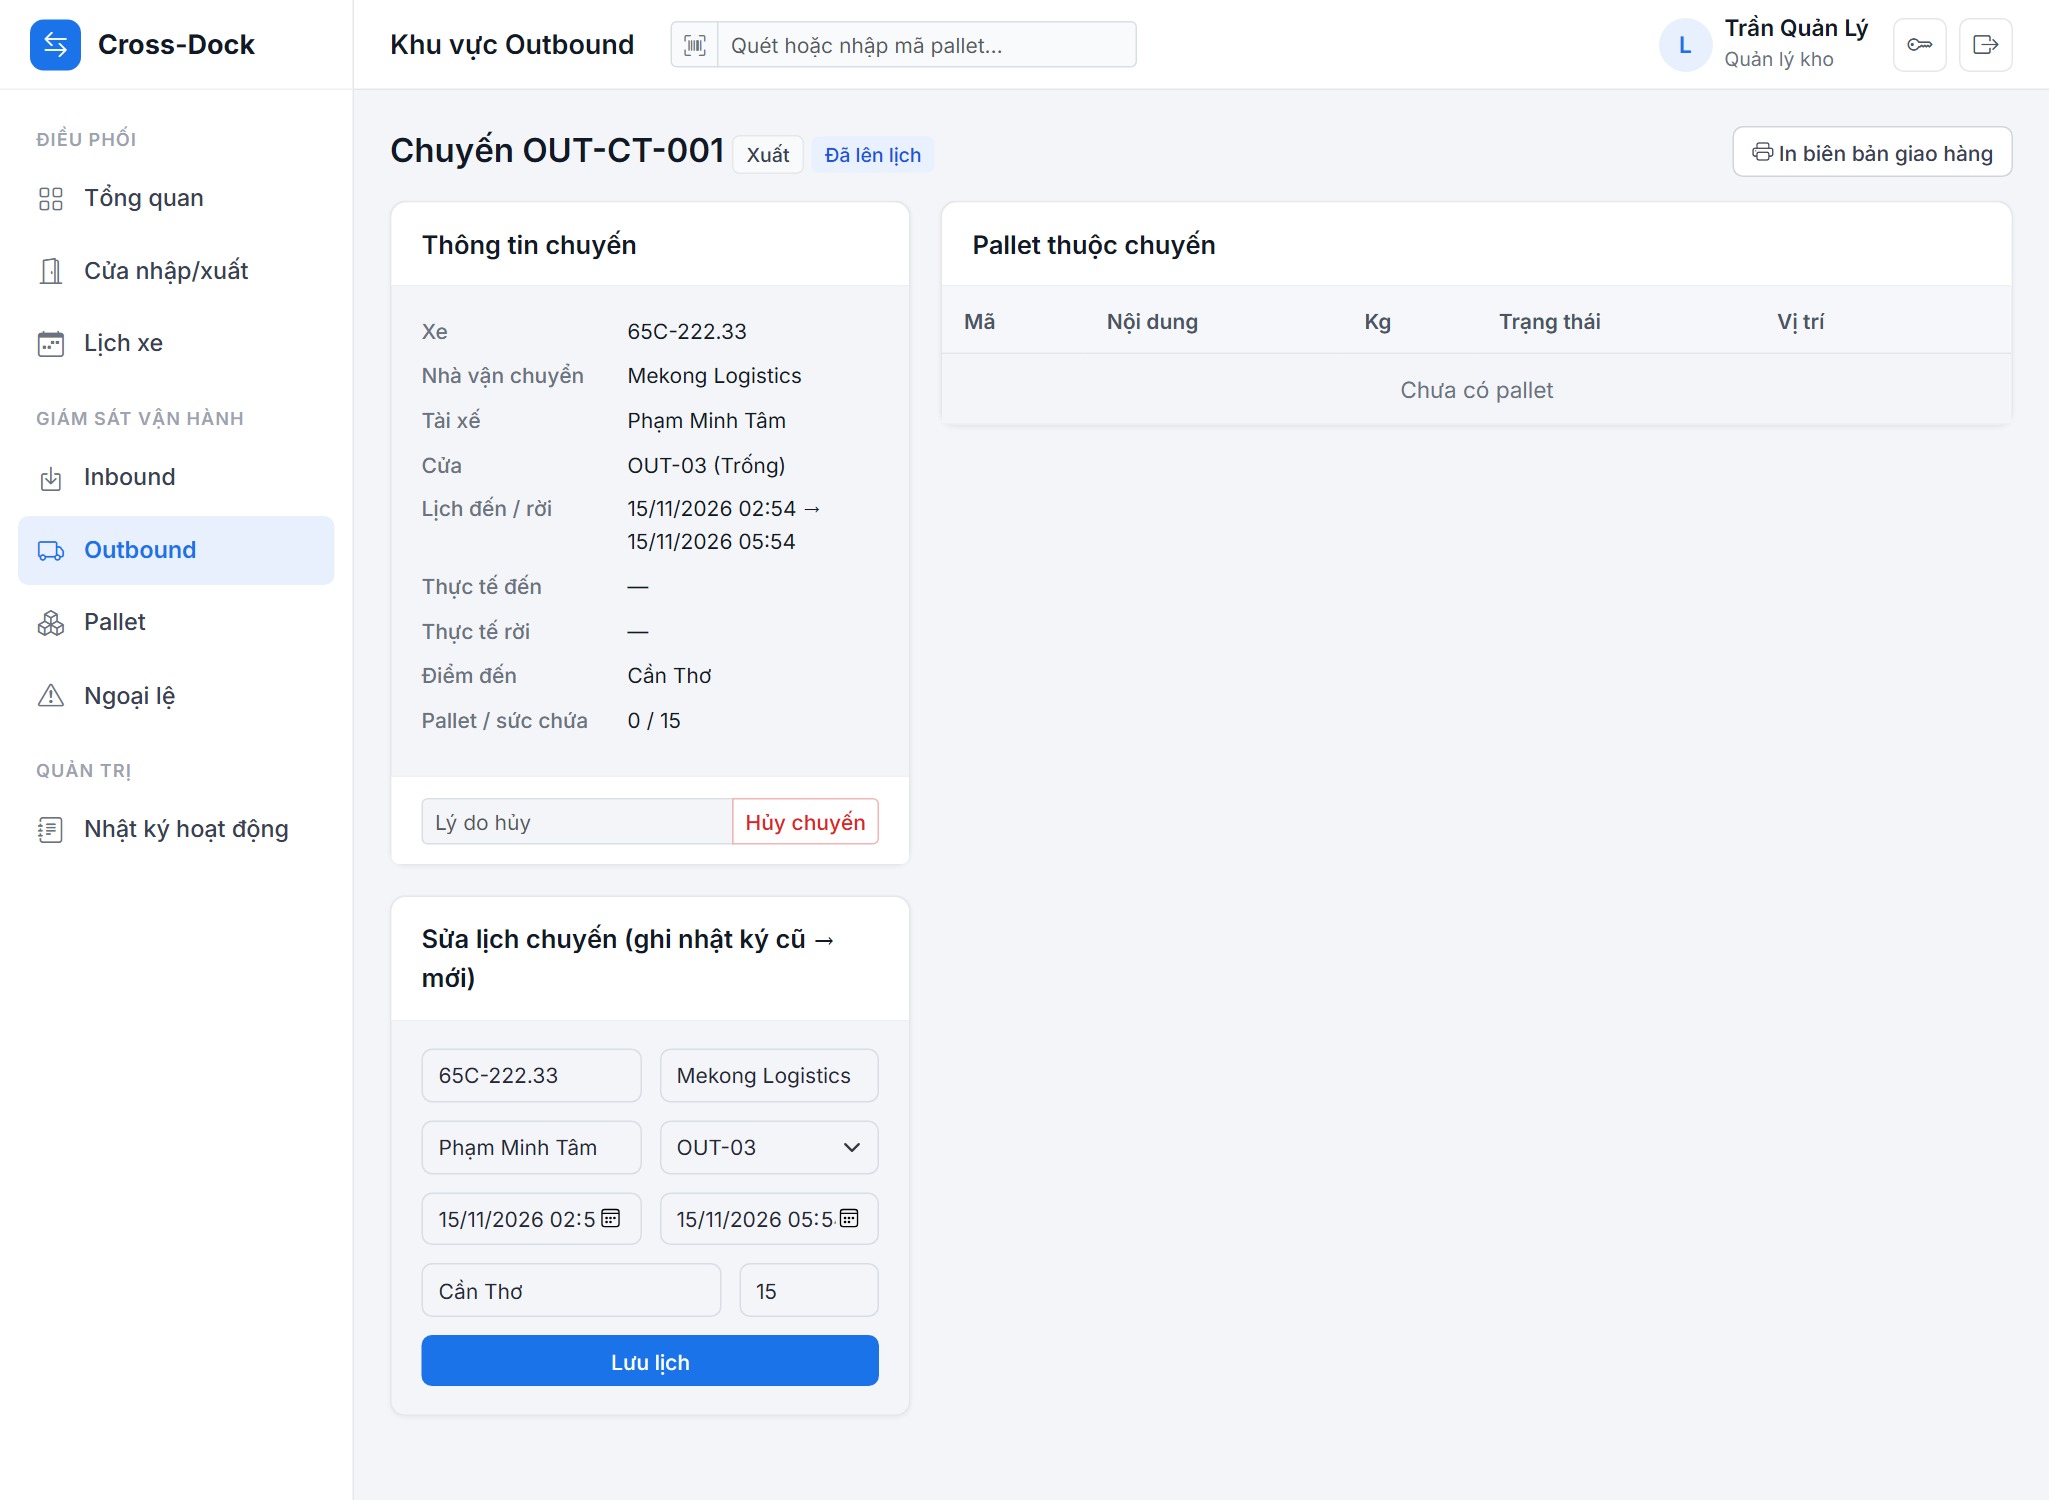 Cross-Dock
Khu vực Outbound
Quét hoặc nhập mã pallet...
L
Trần Quản Lý
Quản lý kho
ĐIỀU PHỐI
Tổng quan
Cửa nhập/xuất
Lịch xe
GIÁM SÁT VẬN HÀNH
Inbound
Outbound
Pallet
Ngoại lệ
QUẢN TRỊ
Nhật ký hoạt động
Chuyến OUT-CT-001
Xuất
Đã lên lịch
In biên bản giao hàng
Thông tin chuyến
Xe 65C-222.33
Nhà vận chuyển Mekong Logistics
Tài xế Phạm Minh Tâm
Cửa OUT-03 (Trống)
Lịch đến / rời 15/11/2026 02:54 →
15/11/2026 05:54
Thực tế đến —
Thực tế rời —
Điểm đến Cần Thơ
Pallet / sức chứa 0 / 15
Lý do hủy
Hủy chuyến
Sửa lịch chuyến (ghi nhật ký cũ →
mới)
65C-222.33 Mekong Logistics
Phạm Minh Tâm OUT-03
15/11/2026 02:5 15/11/2026 05:5
Cần Thơ 15
Lưu lịch
Pallet thuộc chuyến
Mã Nội dung Kg Trạng thái Vị trí
Chưa có pallet